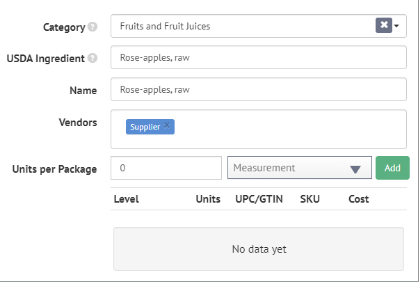 Category ? Fruits and Fruit Juices
USDA Ingredient ? Rose-apples, raw
Name Rose-apples, raw
Vendors Supplier ×
Units per Package 0 Measurement Add
Level Units UPC/GTIN SKU Cost
No data yet